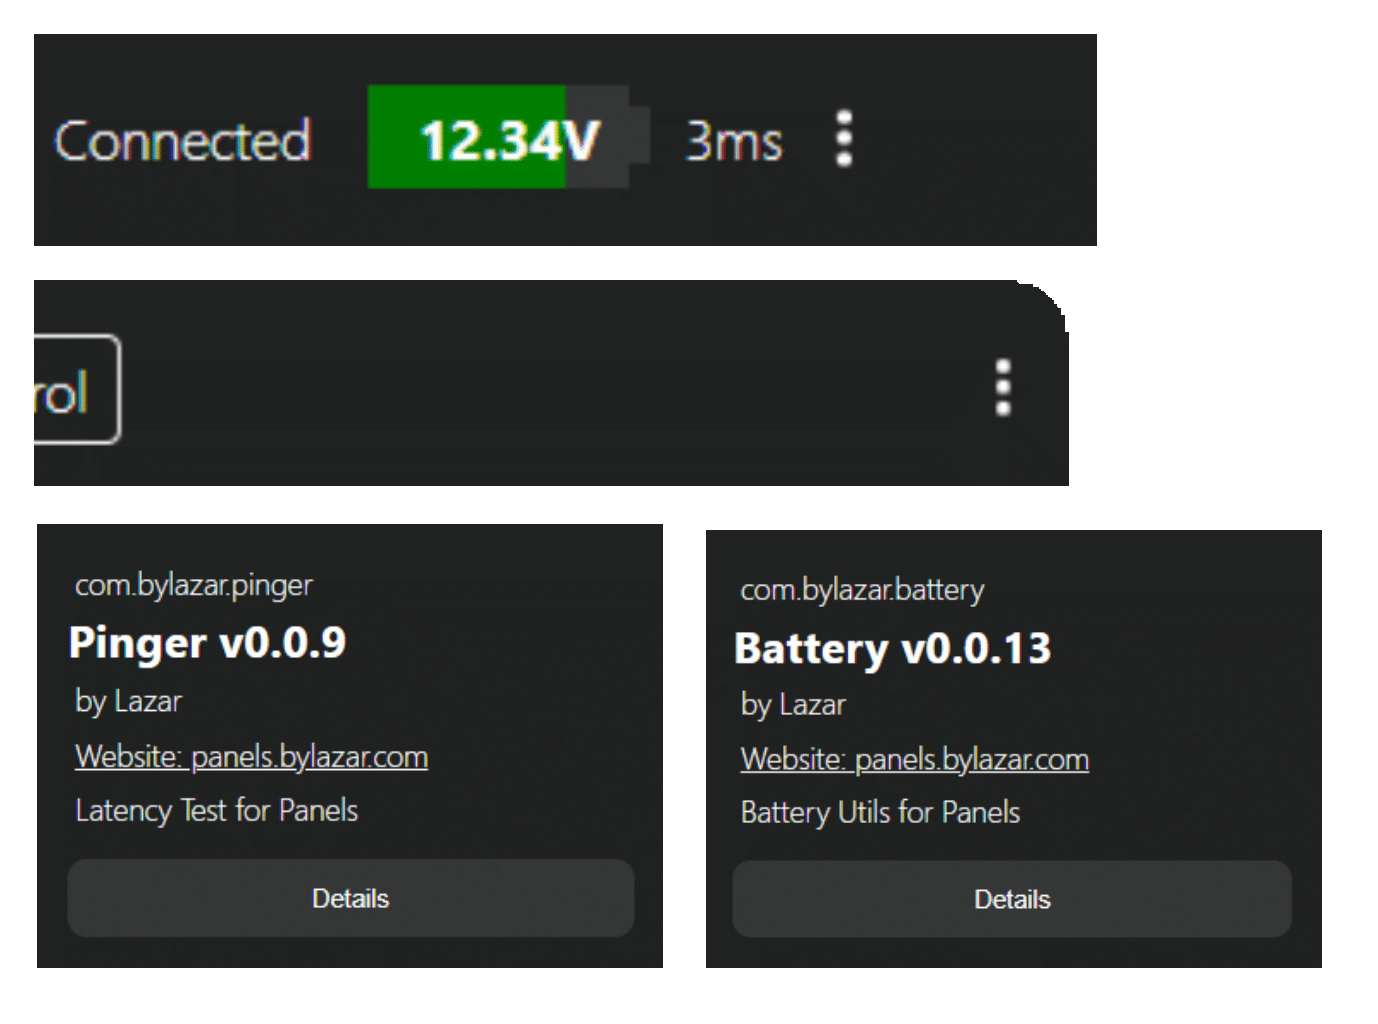 Connected 12.34V 3ms
rol
com.bylazar.pinger
Pinger v0.0.9
by Lazar
Website: panels.bylazar.com
Latency Test for Panels
Details
com.bylazar.battery
Battery v0.0.13
by Lazar
Website: panels.bylazar.com
Battery Utils for Panels
Details